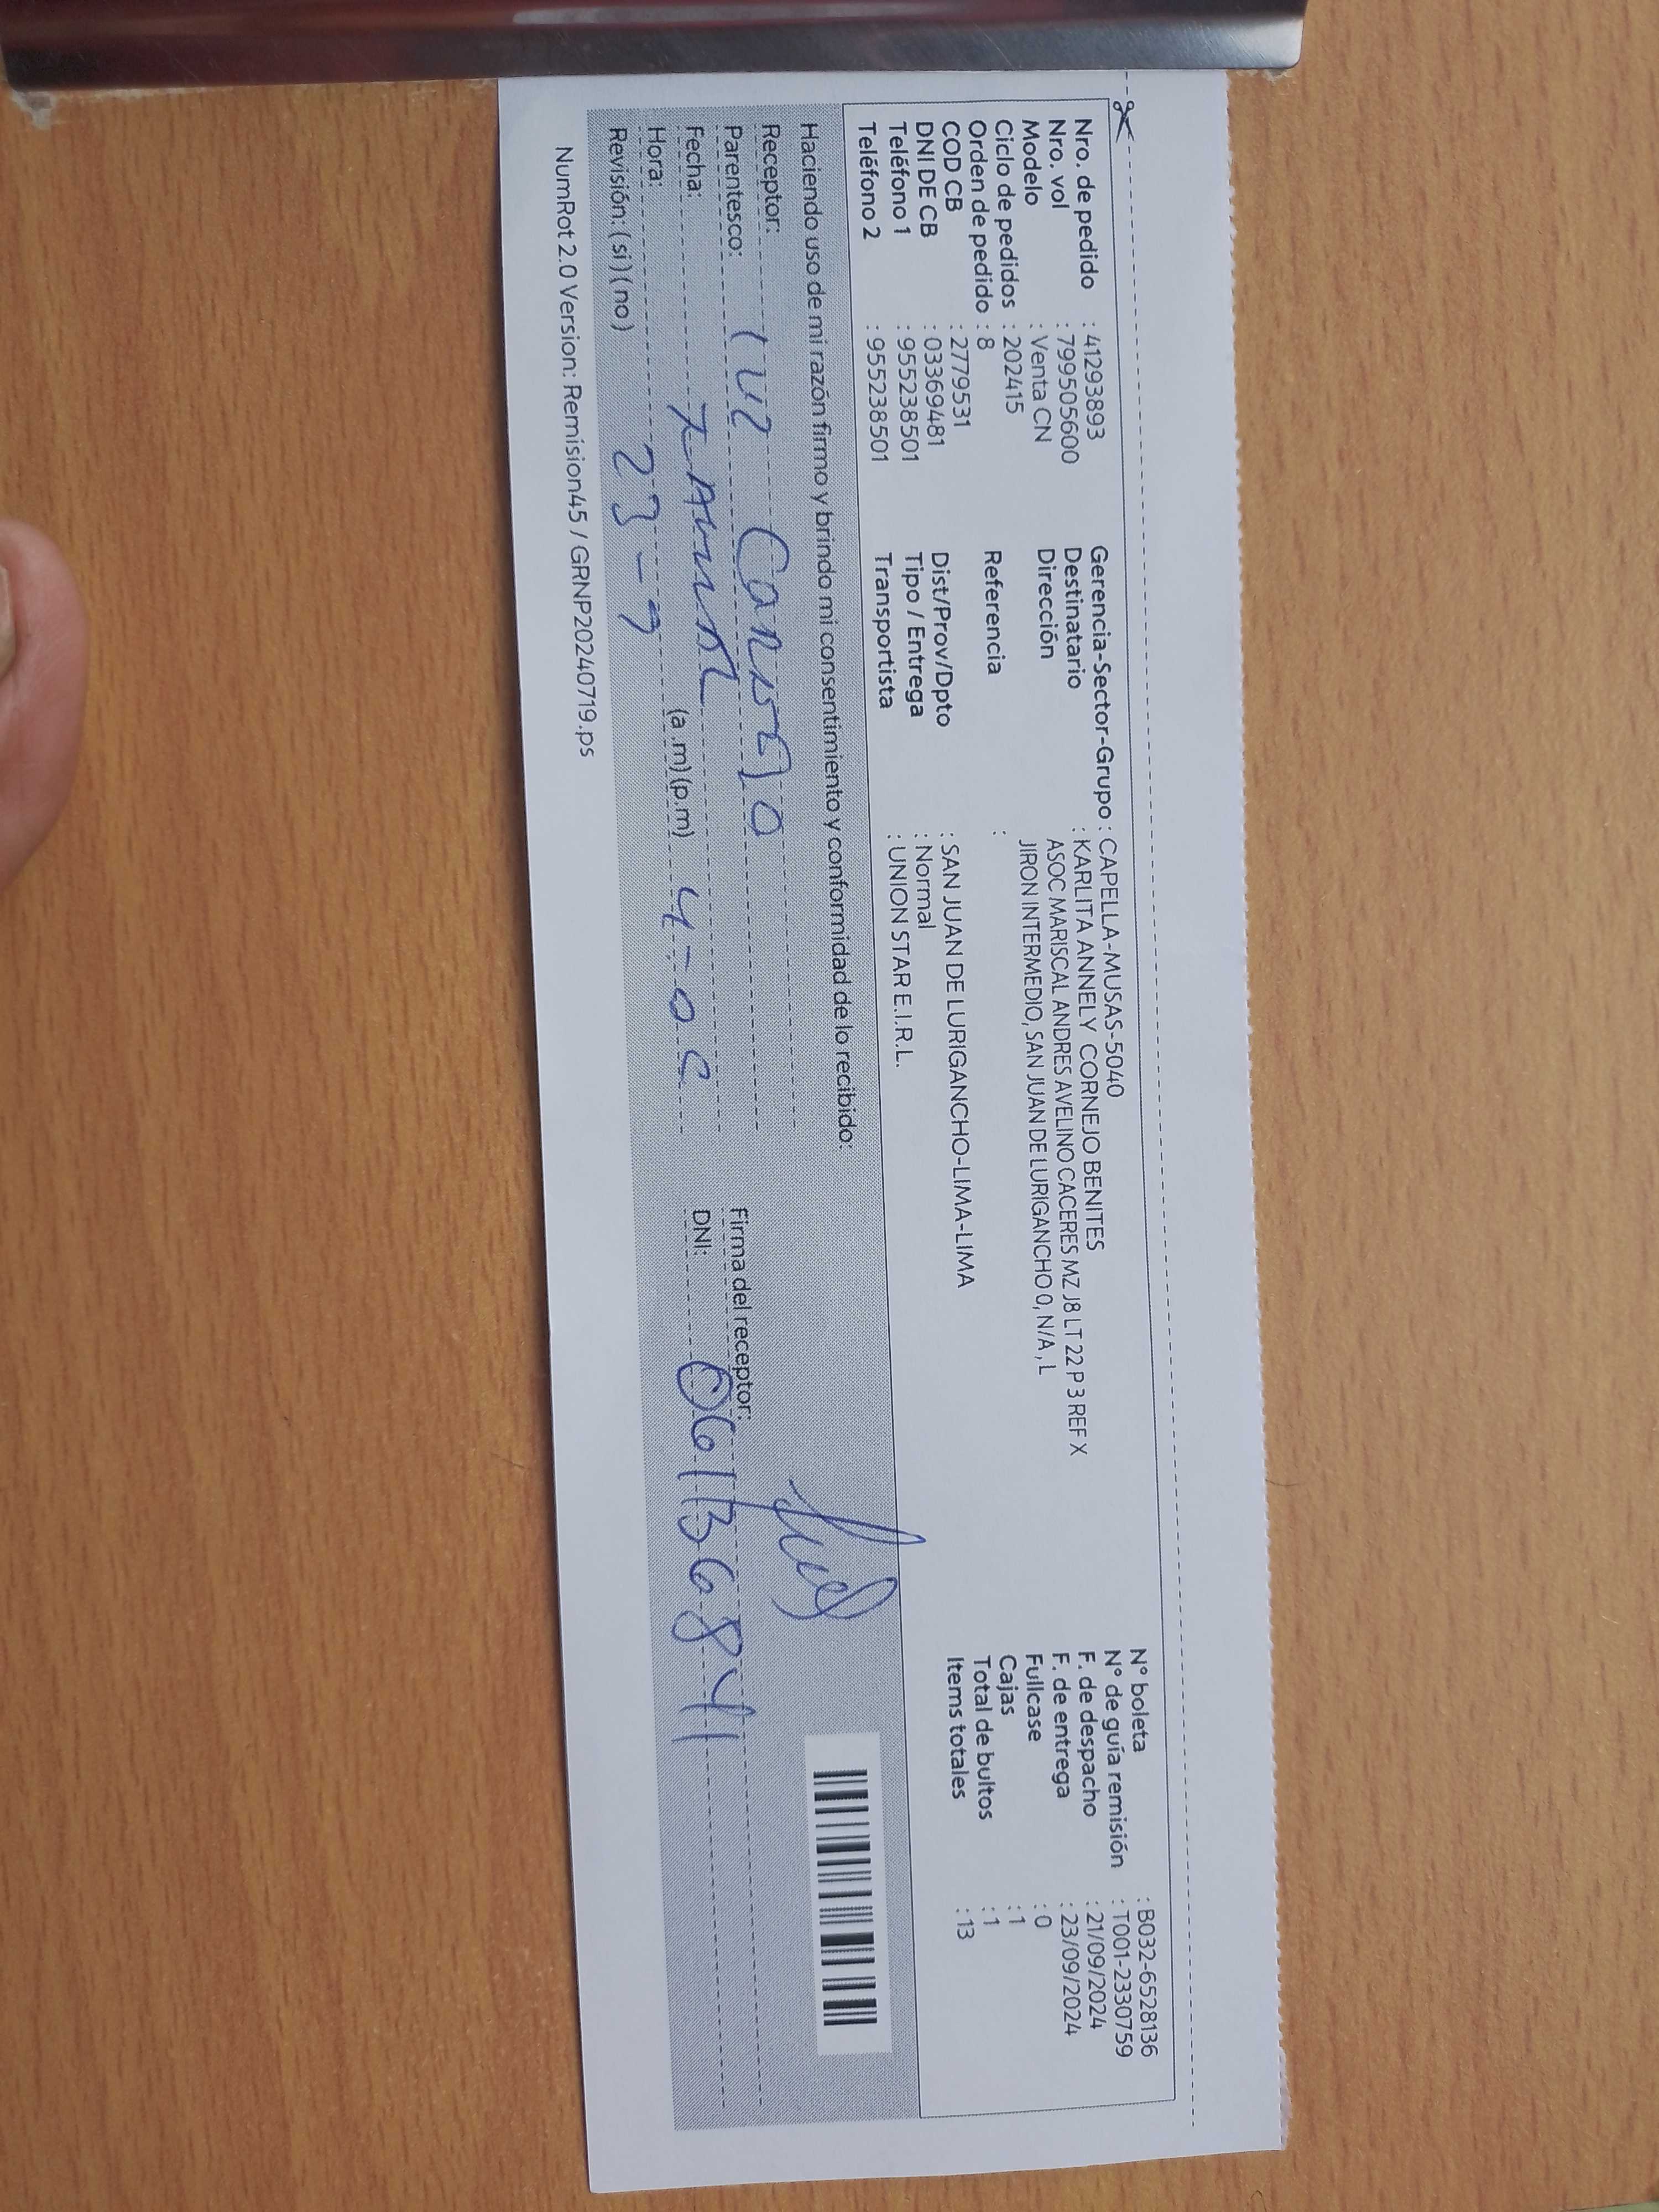 Nro. de pedido : 41293893
Nro. vol : 799505600
Modelo : Venta CN
Ciclo de pedidos : 202415
Orden de pedido : 8
COD CB : 2779531
DNI DE CB : 03369481
Teléfono 1 : 955238501
Teléfono 2 : 955238501
Gerencia-Sector-Grupo : CAPELLA-MUSAS-5040
Destinatario : KARLITA ANNELY CORNEJO BENITES
Dirección ASOC MARISCAL ANDRES AVELINO CACERES MZ J8 LT 22 P 3 REF X
JIRON INTERMEDIO, SAN JUAN DE LURIGANCHO 0, N/A , L
Referencia :
Dist/Prov/Dpto : SAN JUAN DE LURIGANCHO-LIMA-LIMA
Tipo / Entrega : Normal
Transportista : UNION STAR E.I.R.L.
N° boleta : B032-6528136
N° de guía remisión : T001-2330759
F. de despacho : 21/09/2024
F. de entrega : 23/09/2024
Fullcase : 0
Cajas : 1
Total de bultos : 1
Items totales : 13
Haciendo uso de mi razón firmo y brindo mi consentimiento y conformidad de lo recibido:
Receptor:
Parentesco:
Fecha: 23-9
Hora: (a.m)(p.m)
Revisión: (si)(no)
Firma del receptor:
DNI:
NumRot 2.0 Version: Remision45 / GRNP20240719.ps